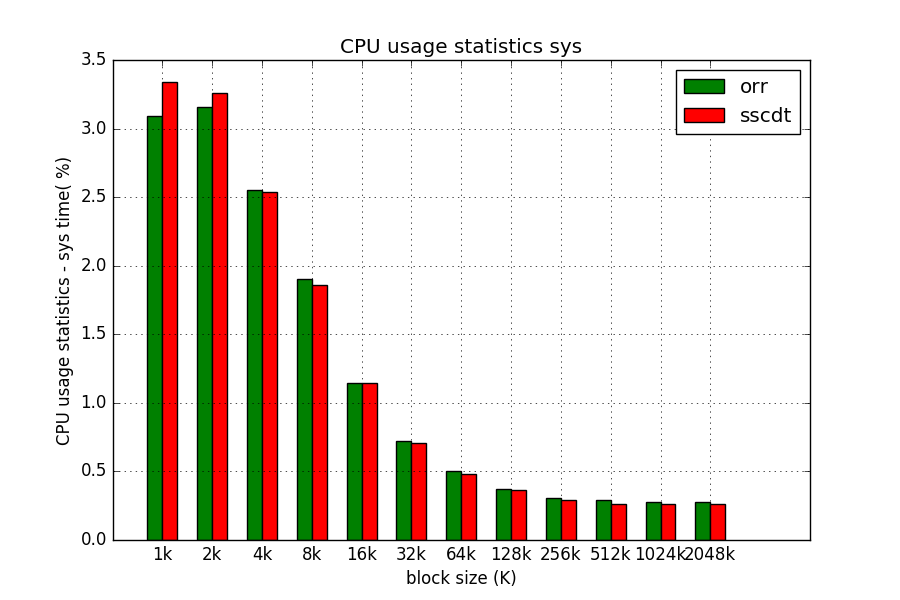 CPU usage statistics sys
orr
sscdt
CPU usage statistics - sys time( %)
3.5
3.0
2.5
2.0
1.5
1.0
0.5
0.0
1k 2k 4k 8k 16k 32k 64k 128k 256k 512k 1024k 2048k
block size (K)